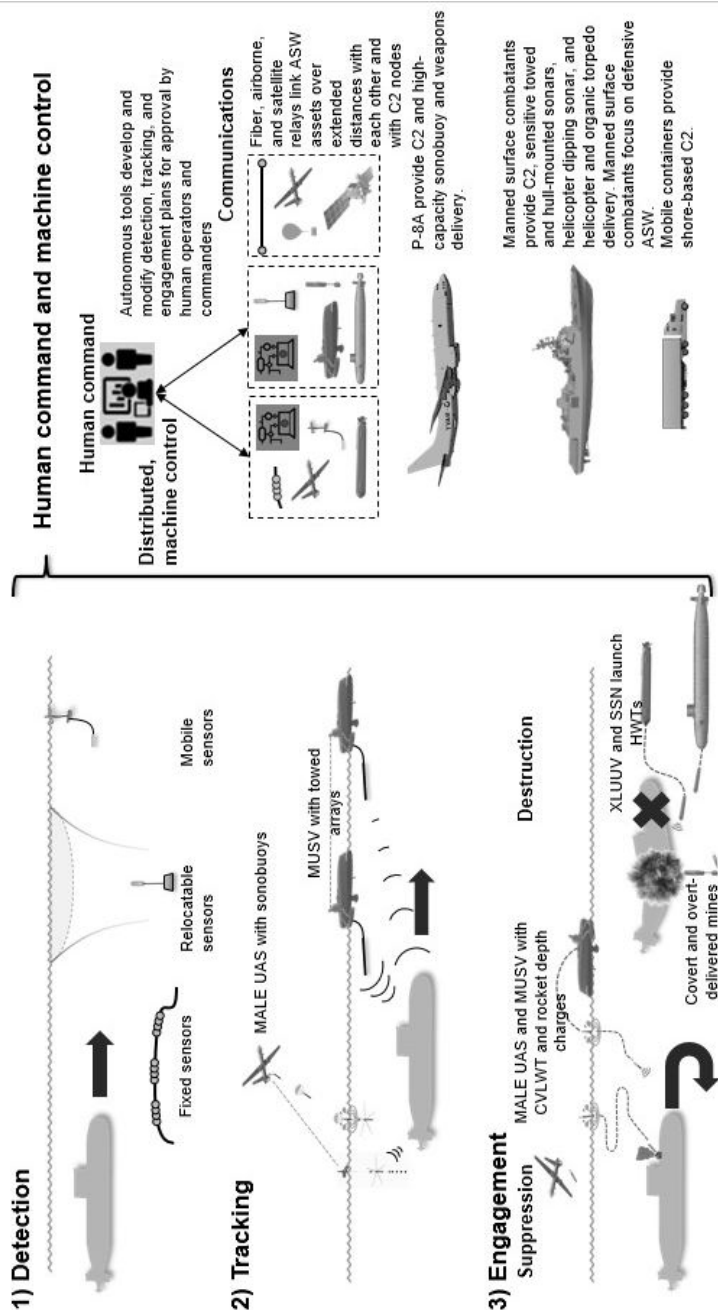 1) Detection
Fixed sensors
Relocatable
sensors
Mobile
sensors
2) Tracking
MALE UAS with sonobuoys
MUSV with towed
arrays
3) Engagement
Suppression
MALE UAS and MUSV with
CVLWT and rocket depth
charges
Destruction
XLUUV and SSN launch
HWTs
Covert and overt-
delivered mines
Human command and machine control
Human command
Distributed,
machine control
Autonomous tools develop and
modify detection, tracking, and
engagement plans for approval by
human operators and
commanders
Communications
Fiber, airborne,
and satellite
relays link ASW
assets over
extended
distances with
each other and
with C2 nodes
P-8A provide C2 and high-
capacity sonobuoy and weapons
delivery.
Manned surface combatants
provide C2, sensitive towed
and hull-mounted sonars,
helicopter dipping sonar, and
helicopter and organic torpedo
delivery. Manned surface
combatants focus on defensive
ASW.
Mobile containers provide
shore-based C2.